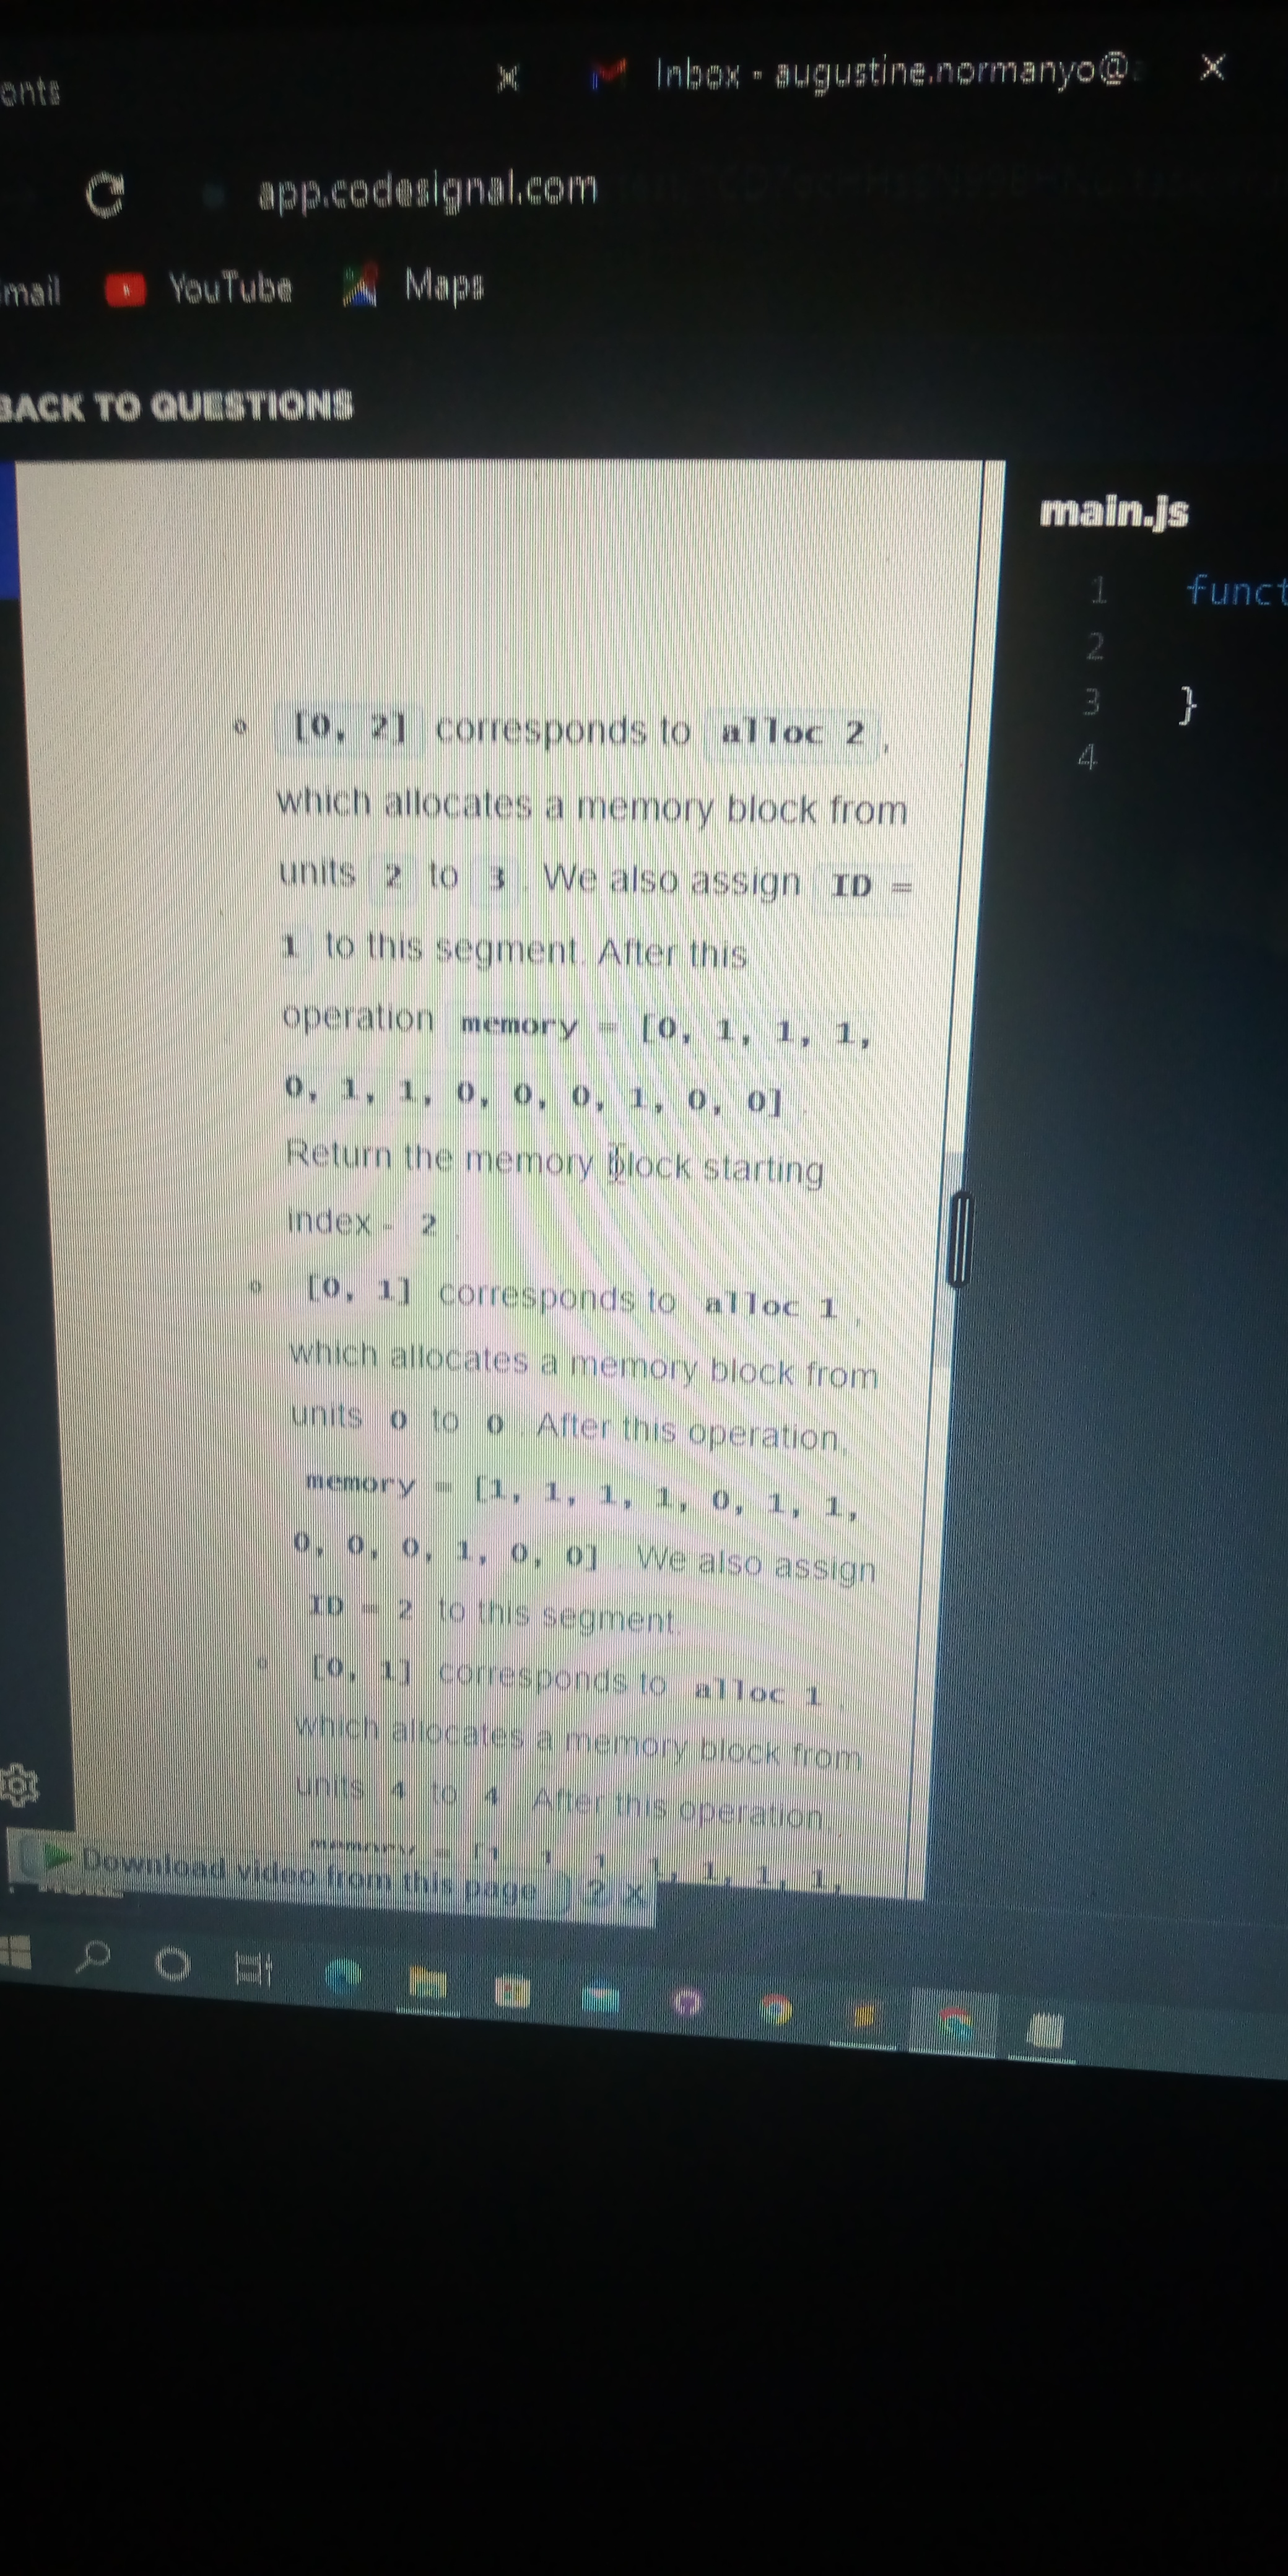 ents
Inbox - augustine.normanyo@
app.codesignal.com
mail YouTube Maps
BACK TO QUESTIONS
main.js
1 funct
2
3 }
4
[0, 2] corresponds to alloc 2,
which allocates a memory block from
units 2 to 3. We also assign ID =
1 to this segment. After this
operation memory = [0, 1, 1, 1,
0, 1, 1, 0, 0, 0, 1, 0, 0].
Return the memory block starting
index - 2.
[0, 1] corresponds to alloc 1,
which allocates a memory block from
units 0 to 0. After this operation,
memory = [1, 1, 1, 1, 0, 1, 1,
0, 0, 0, 1, 0, 0]. We also assign
ID = 2 to this segment.
[0, 1] corresponds to alloc 1,
which allocates a memory block from
units 4 to 4. After this operation,
memory = [1, 1, 1, 1, 1, 1, 1,
Download video from this page ? X